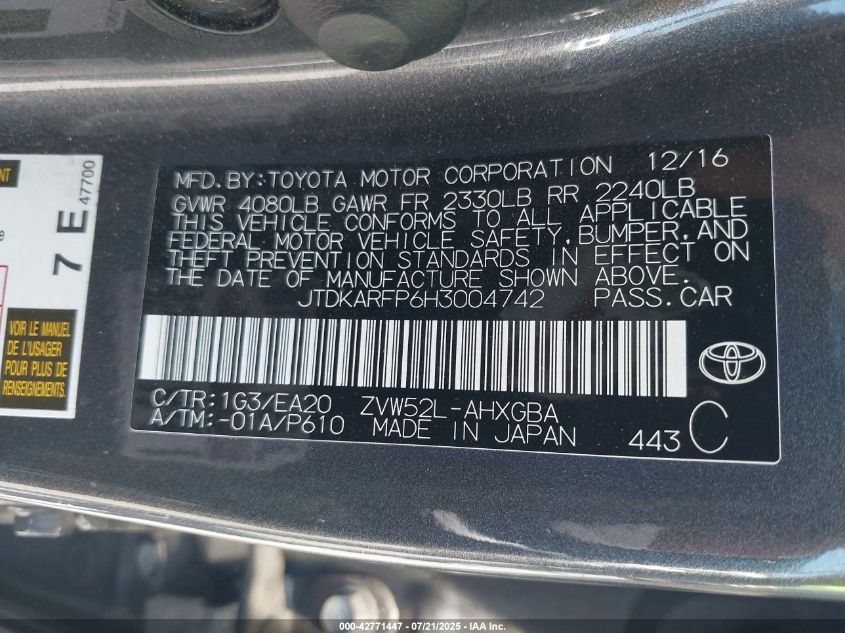 MFD. BY: TOYOTA MOTOR CORPORATION 12/16
GVWR 4080LB GAWR FR 2330LB RR 2240LB
THIS VEHICLE CONFORMS TO ALL APPLICABLE
FEDERAL MOTOR VEHICLE SAFETY, BUMPER, AND
THEFT PREVENTION STANDARDS IN EFFECT ON
THE DATE OF MANUFACTURE SHOWN ABOVE.
JTDKARFP6H3004742 PASS. CAR
C/TR: 1G3/EA20 ZVW52L-AHXGBA
A/TM: -01A/P610 MADE IN JAPAN
443 C
7 E
47700
VOIR LE MANUEL
DE L'USAGER
POUR PLUS DE
RENSEIGNEMENTS.
000-42771447 - 07/21/2025 - IAA Inc.